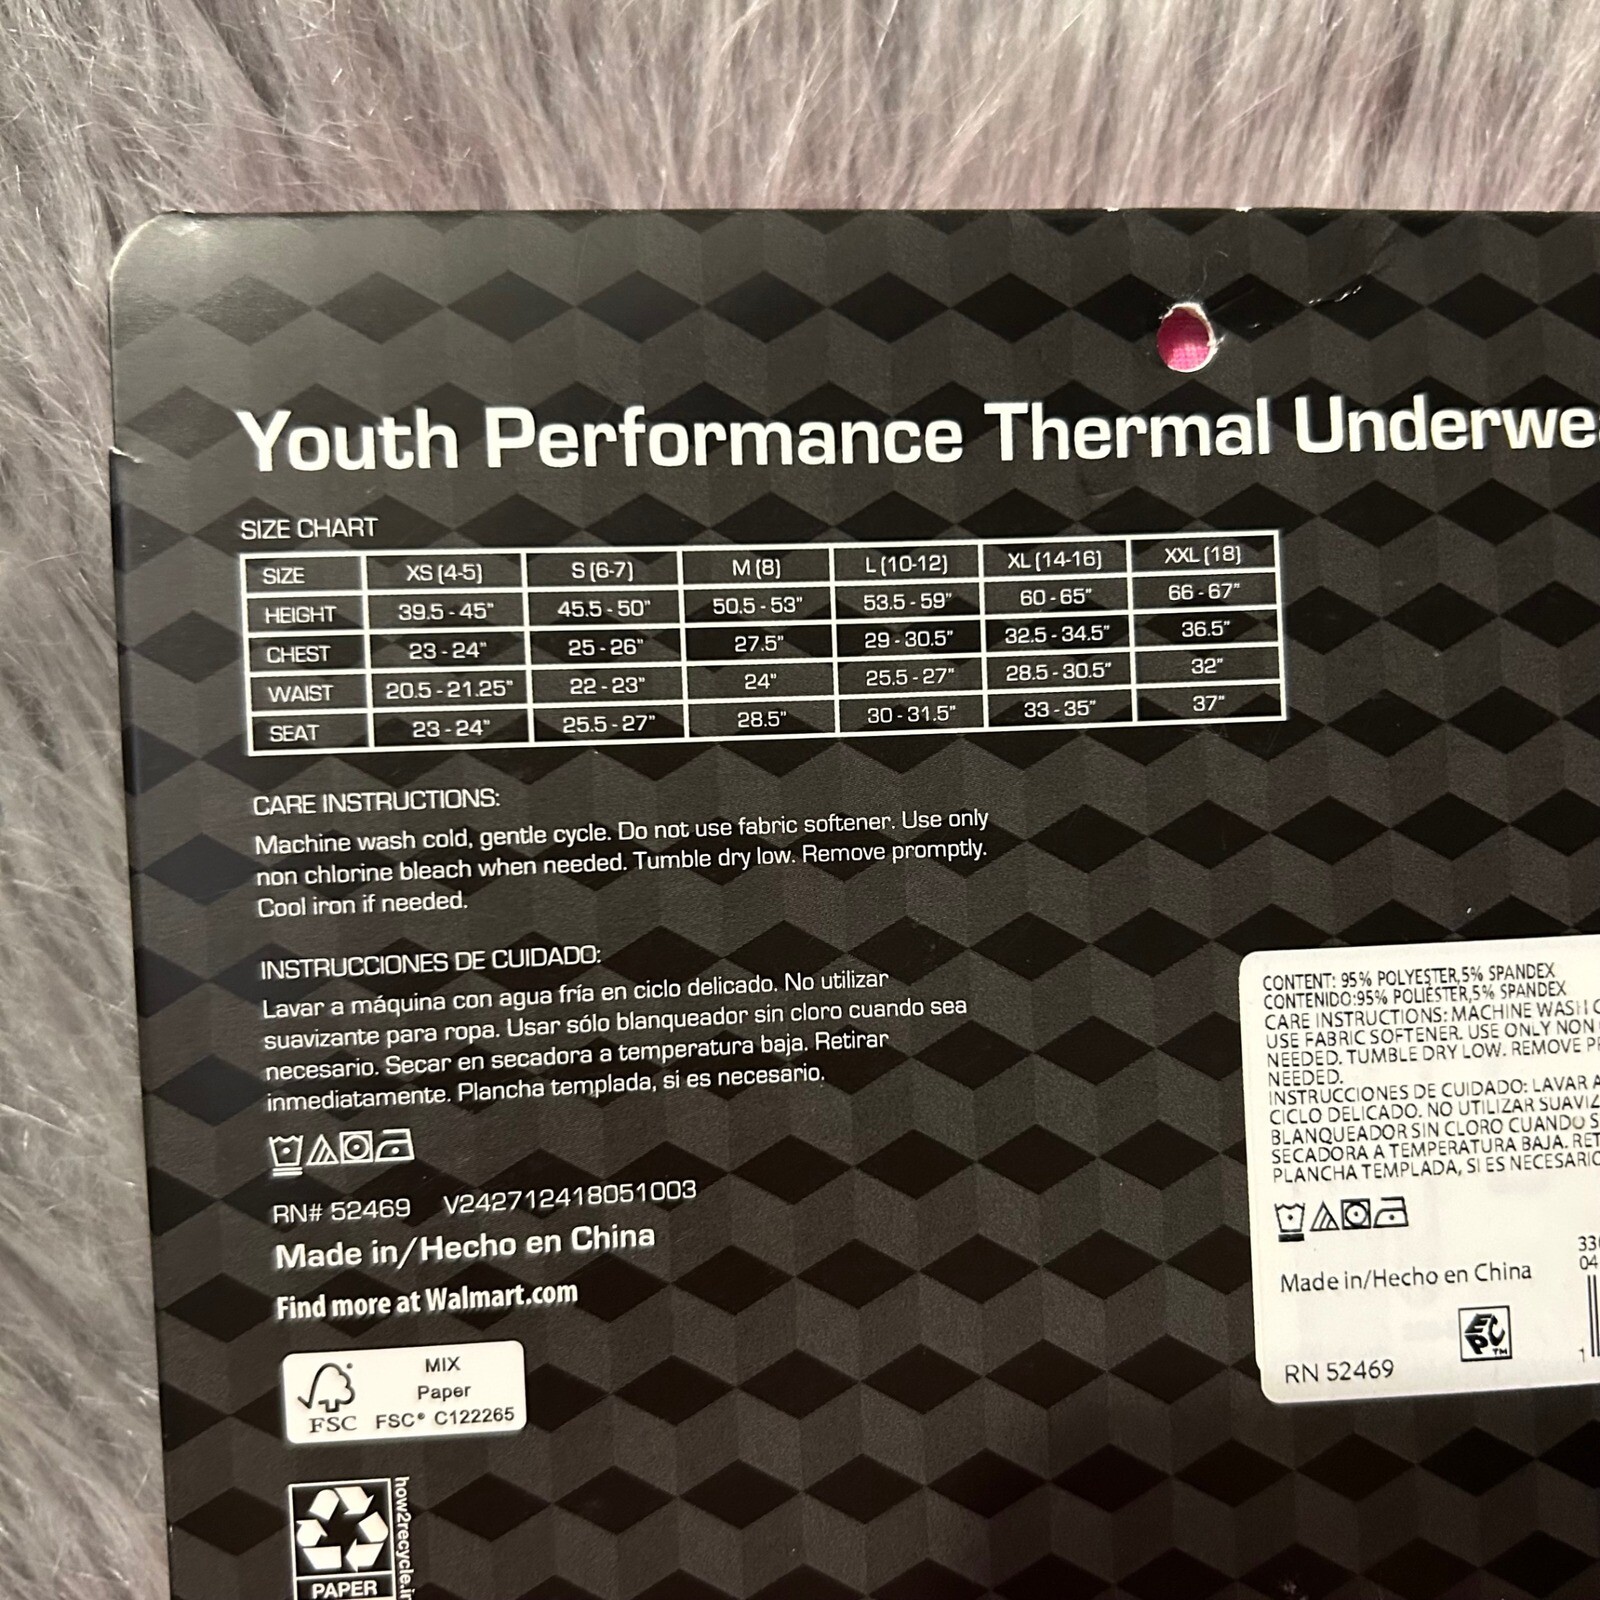 Youth Performance Thermal
SIZE CHART
SIZE XS (4-5) S (6-7) M (8) L (10-12) XL (14-16) XXL (18)
HEIGHT 39.5 - 45" 45.5 - 50" 50.5 - 53" 53.5 - 59" 60 - 65" 66 - 67"
CHEST 23 - 24" 25 - 26" 27.5" 29 - 30.5" 32.5 - 34.5" 36.5"
WAIST 20.5 - 21.25" 22 - 23" 24" 25.5 - 27" 28.5 - 30.5" 32"
SEAT 23 - 24" 25.5 - 27" 28.5" 30 - 31.5" 33 - 35" 37"
CARE INSTRUCTIONS:
Machine wash cold, gentle cycle. Do not use fabric softener. Use only
non chlorine bleach when needed. Tumble dry low. Remove promptly.
Cool iron if needed.
INSTRUCCIONES DE CUIDADO:
Lavar a máquina con agua fría en ciclo delicado. No utilizar
suavizante para ropa. Usar sólo blanqueador sin cloro cuando sea
necesario. Secar en secadora a temperatura baja. Retirar
inmediatamente. Plancha templada, si es necesario.
RN# 52469 V242712418051003
Made in/Hecho en China
Find more at Walmart.com
FSC
MIX
Paper
FSC® C122265
PAPER
CONTENT: 95% POLYESTER,5% SPANDEX
CONTENIDO:95% POLIÉSTER,5% SPANDEX
CARE INSTRUCTIONS: MACHINE WASH
USE FABRIC SOFTENER. USE ONLY NON
NEEDED. TUMBLE DRY LOW. REMOVE
NEEDED.
INSTRUCCIONES DE CUIDADO: LAVAR A
CICLO DELICADO. NO UTILIZAR
BLANQUEADOR SIN CLORO CUANDO
SECADORA A TEMPERATURA BAJA.
PLANCHA TEMPLADA, SI ES NECESARIO
Made in/Hecho en China
EPC™
RN 52469